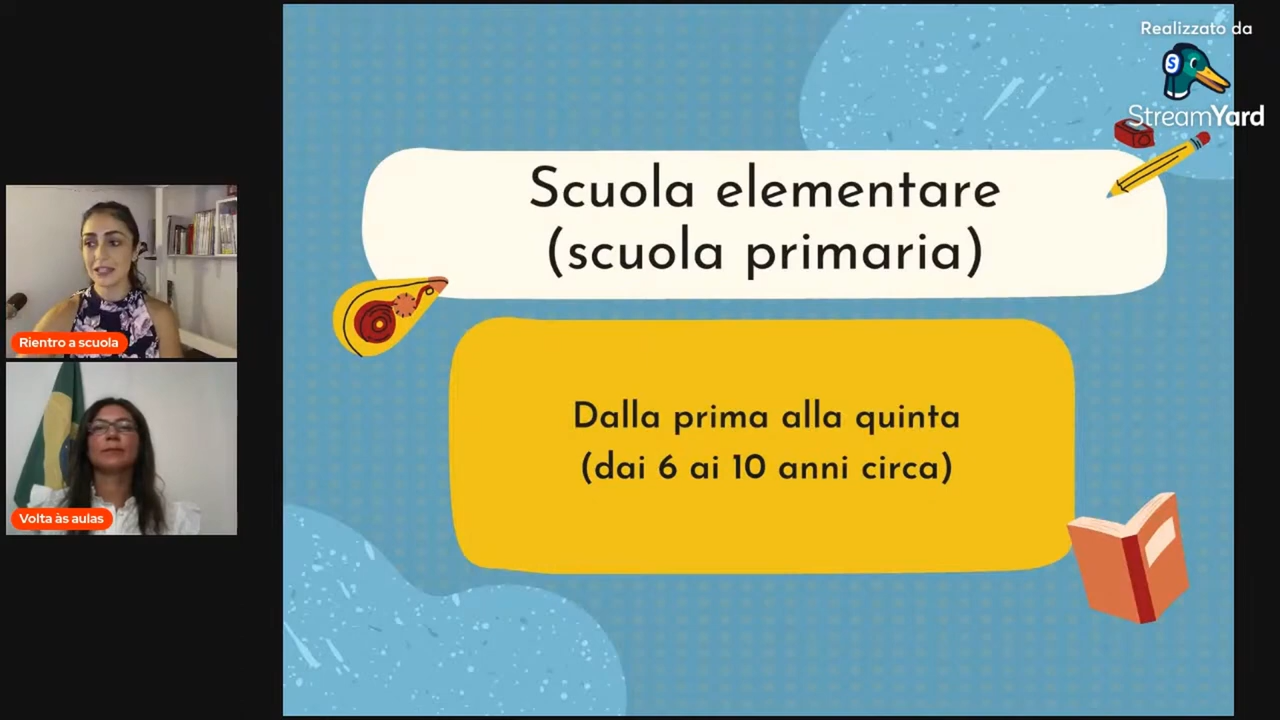 Realizzato da
StreamYard
Scuola elementare
(scuola primaria)
Rientro a scuola
Dalla prima alla quinta
(dai 6 ai 10 anni circa)
Volta às aulas